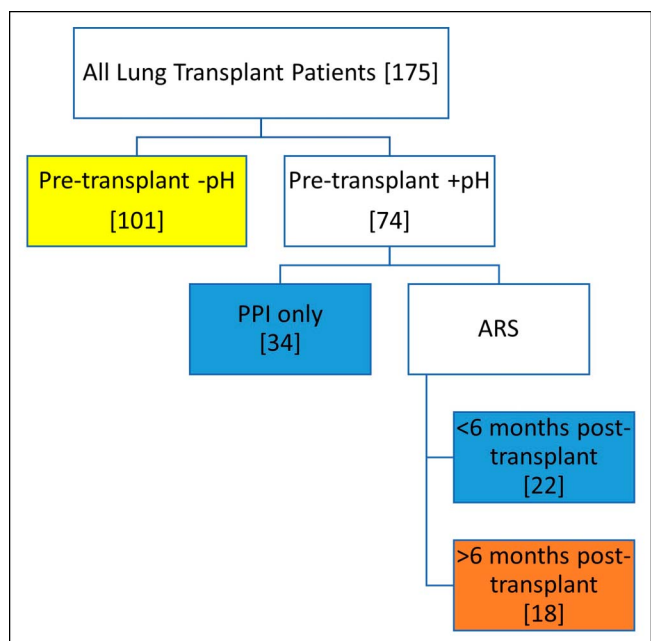 All Lung Transplant Patients [175]
Pre-transplant -pH
[101]
Pre-transplant +pH
[74]
PPI only
[34]
ARS
<6 months post-
transplant
[22]
>6 months post-
transplant
[18]